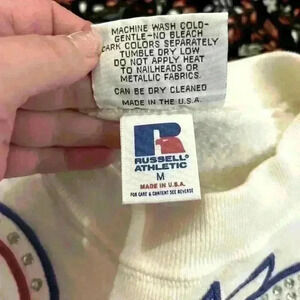 MACHINE WASH COLD-
GENTLE-NO BLEACH
DARK COLORS SEPARATELY
TUMBLE DRY LOW
DO NOT APPLY HEAT
TO NAILHEADS OR
METALLIC FABRICS.
CAN BE DRY CLEANED
MADE IN THE U.S.A.
RUSSELL
ATHLETIC
M
MADE IN U.S.A.
FOR CARE & CONTENT SEE REVERSE